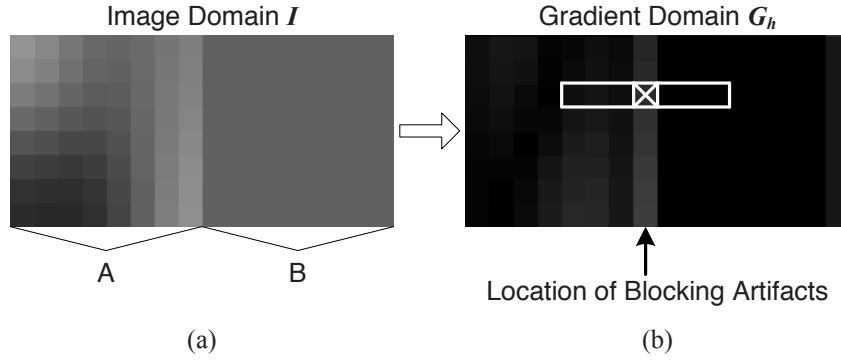 Image Domain I
Gradient Domain Gh
A
B
Location of Blocking Artifacts
(a)
(b)